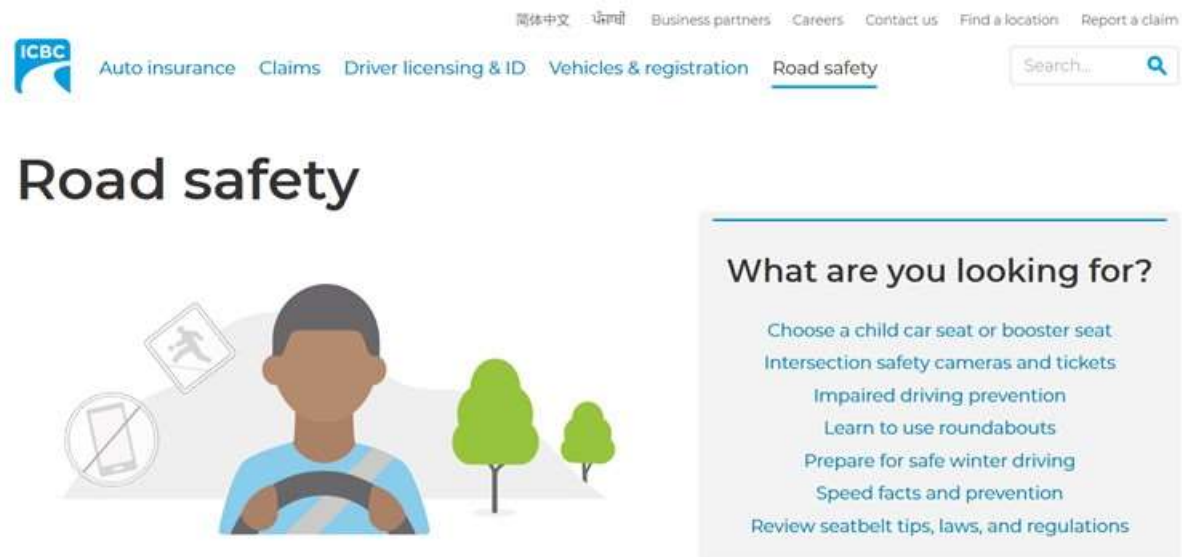 简体中文 ਪੰਜਾਬੀ Business partners Careers Contact us Find a location Report a claim
ICBC
Auto insurance Claims Driver licensing & ID Vehicles & registration Road safety
Search...
Road safety
What are you looking for?
Choose a child car seat or booster seat
Intersection safety cameras and tickets
Impaired driving prevention
Learn to use roundabouts
Prepare for safe winter driving
Speed facts and prevention
Review seatbelt tips, laws, and regulations